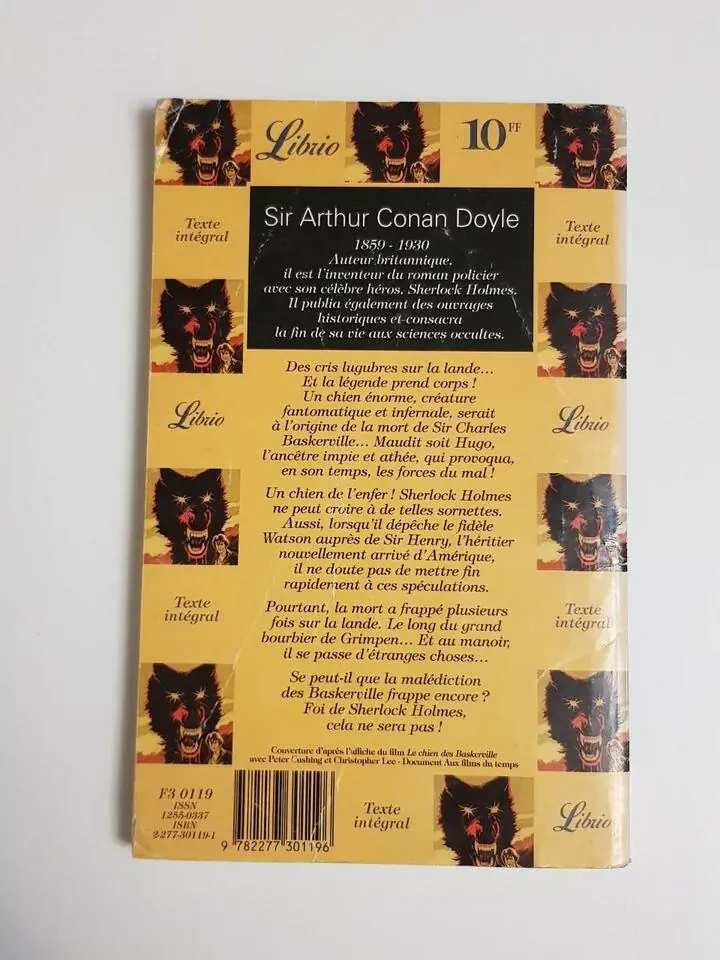 Librio
10 FF
Texte
intégral
Sir Arthur Conan Doyle
1859 - 1930
Auteur britannique,
il est l'inventeur du roman policier
avec son célèbre héros, Sherlock Holmes.
Il publia également des ouvrages
historiques et consacra
la fin de sa vie aux sciences occultes.
Texte
intégral
Des cris lugubres sur la lande...
Et la légende prend corps !
Un chien énorme, créature
fantomatique et infernale, serait
à l'origine de la mort de Sir Charles
Baskerville... Maudit soit Hugo,
l'ancêtre impie et athée, qui provoqua,
en son temps, les forces du mal !
Librio
Librio
Un chien de l'enfer ! Sherlock Holmes
ne peut croire à de telles sornettes.
Aussi, lorsqu'il dépêche le fidèle
Watson auprès de Sir Henry, l'héritier
nouvellement arrivé d'Amérique,
il ne doute pas de mettre fin
rapidement à ces spéculations.
Texte
intégral
Pourtant, la mort a frappé plusieurs
fois sur la lande. Le long du grand
bourbier de Grimpen... Et au manoir,
il se passe d'étranges choses...
Texte
intégral
Se peut-il que la malédiction
des Baskerville frappe encore ?
Foi de Sherlock Holmes,
cela ne sera pas !
Couverture d'après l'affiche du film Le chien des Baskerville
avec Peter Cushing et Christopher Lee - Document Aux films du temps
F3 0119
ISSN
1255-0337
ISBN
2-277-30119-1
9 782277 301196
Texte
intégral
Librio